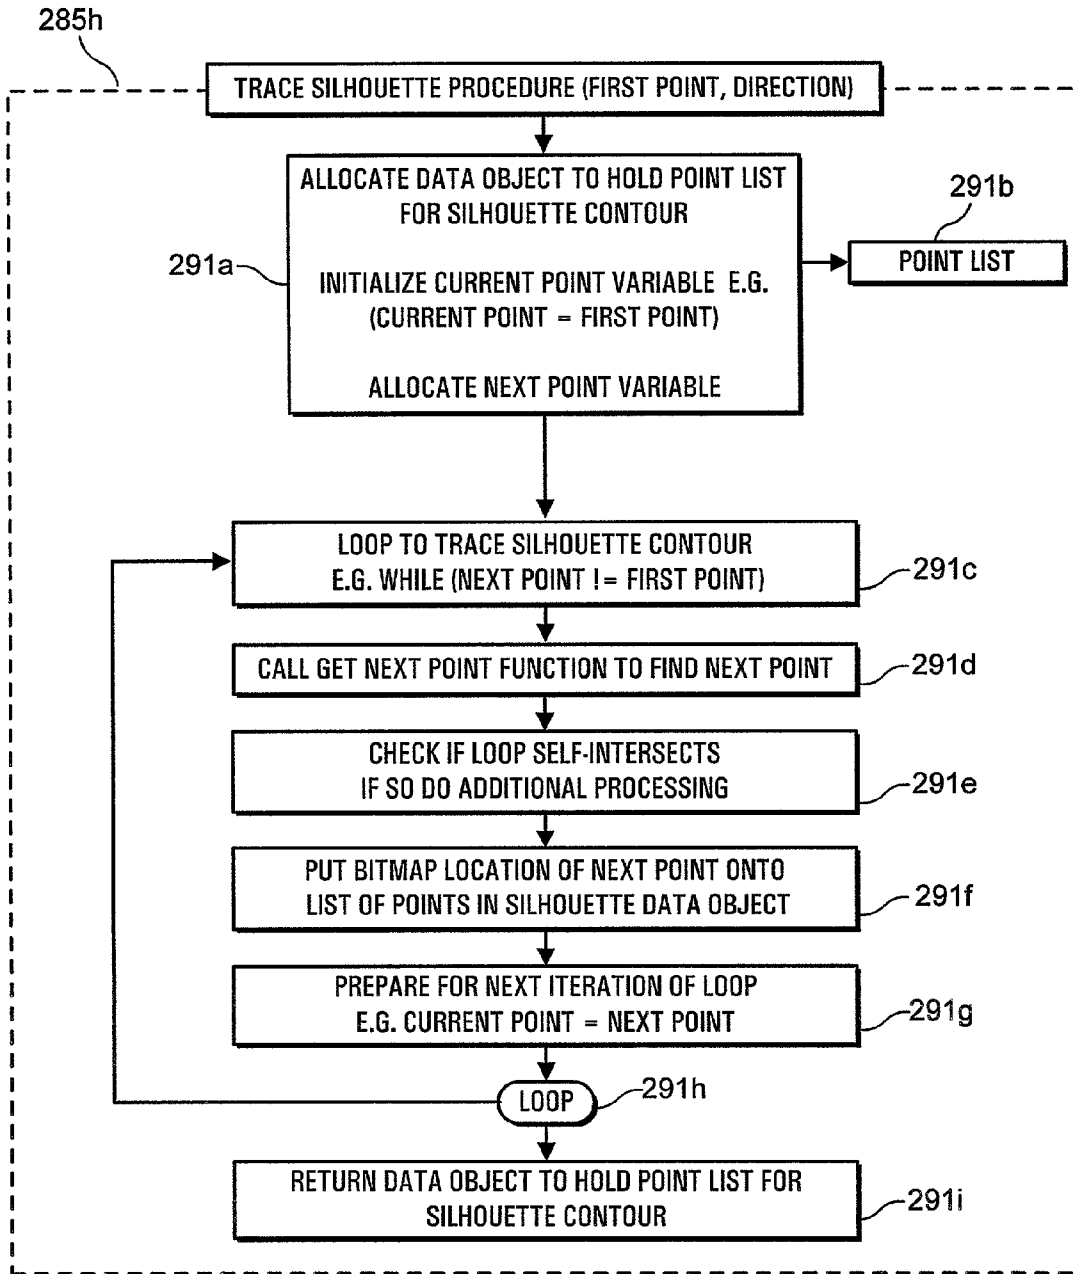 285h
TRACE SILHOUETTE PROCEDURE (FIRST POINT, DIRECTION)
ALLOCATE DATA OBJECT TO HOLD POINT LIST
FOR SILHOUETTE CONTOUR
INITIALIZE CURRENT POINT VARIABLE E.G.
(CURRENT POINT = FIRST POINT)
ALLOCATE NEXT POINT VARIABLE
291a
291b
POINT LIST
LOOP TO TRACE SILHOUETTE CONTOUR
E.G. WHILE (NEXT POINT != FIRST POINT)
291c
CALL GET NEXT POINT FUNCTION TO FIND NEXT POINT
291d
CHECK IF LOOP SELF-INTERSECTS
IF SO DO ADDITIONAL PROCESSING
291e
PUT BITMAP LOCATION OF NEXT POINT ONTO
LIST OF POINTS IN SILHOUETTE DATA OBJECT
291f
PREPARE FOR NEXT ITERATION OF LOOP
E.G. CURRENT POINT = NEXT POINT
291g
LOOP
291h
RETURN DATA OBJECT TO HOLD POINT LIST FOR
SILHOUETTE CONTOUR
291i